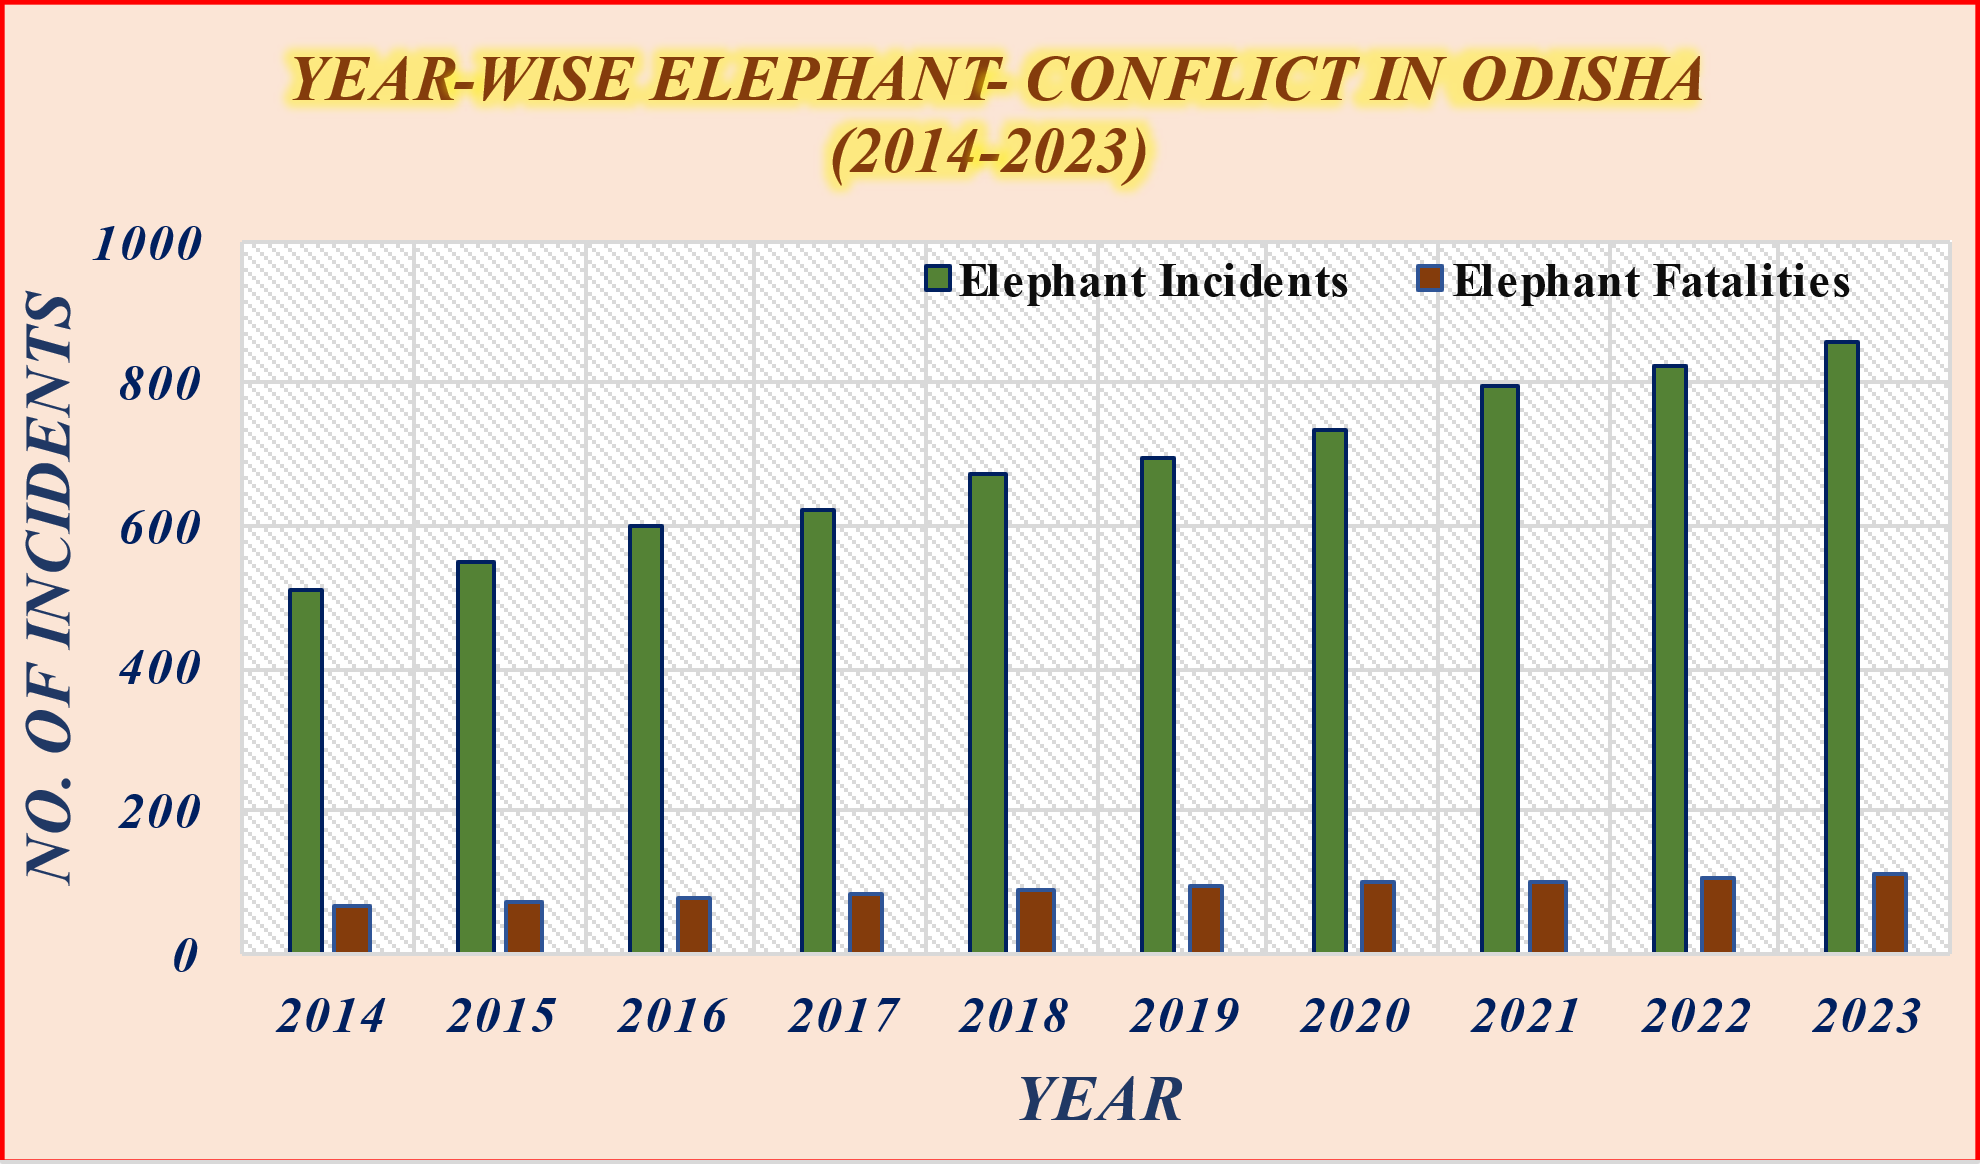 YEAR-WISE ELEPHANT- CONFLICT IN ODISHA
(2014-2023)
Elephant Incidents
Elephant Fatalities
NO. OF INCIDENTS
1000
800
600
400
200
0
2014 2015 2016 2017 2018 2019 2020 2021 2022 2023
YEAR